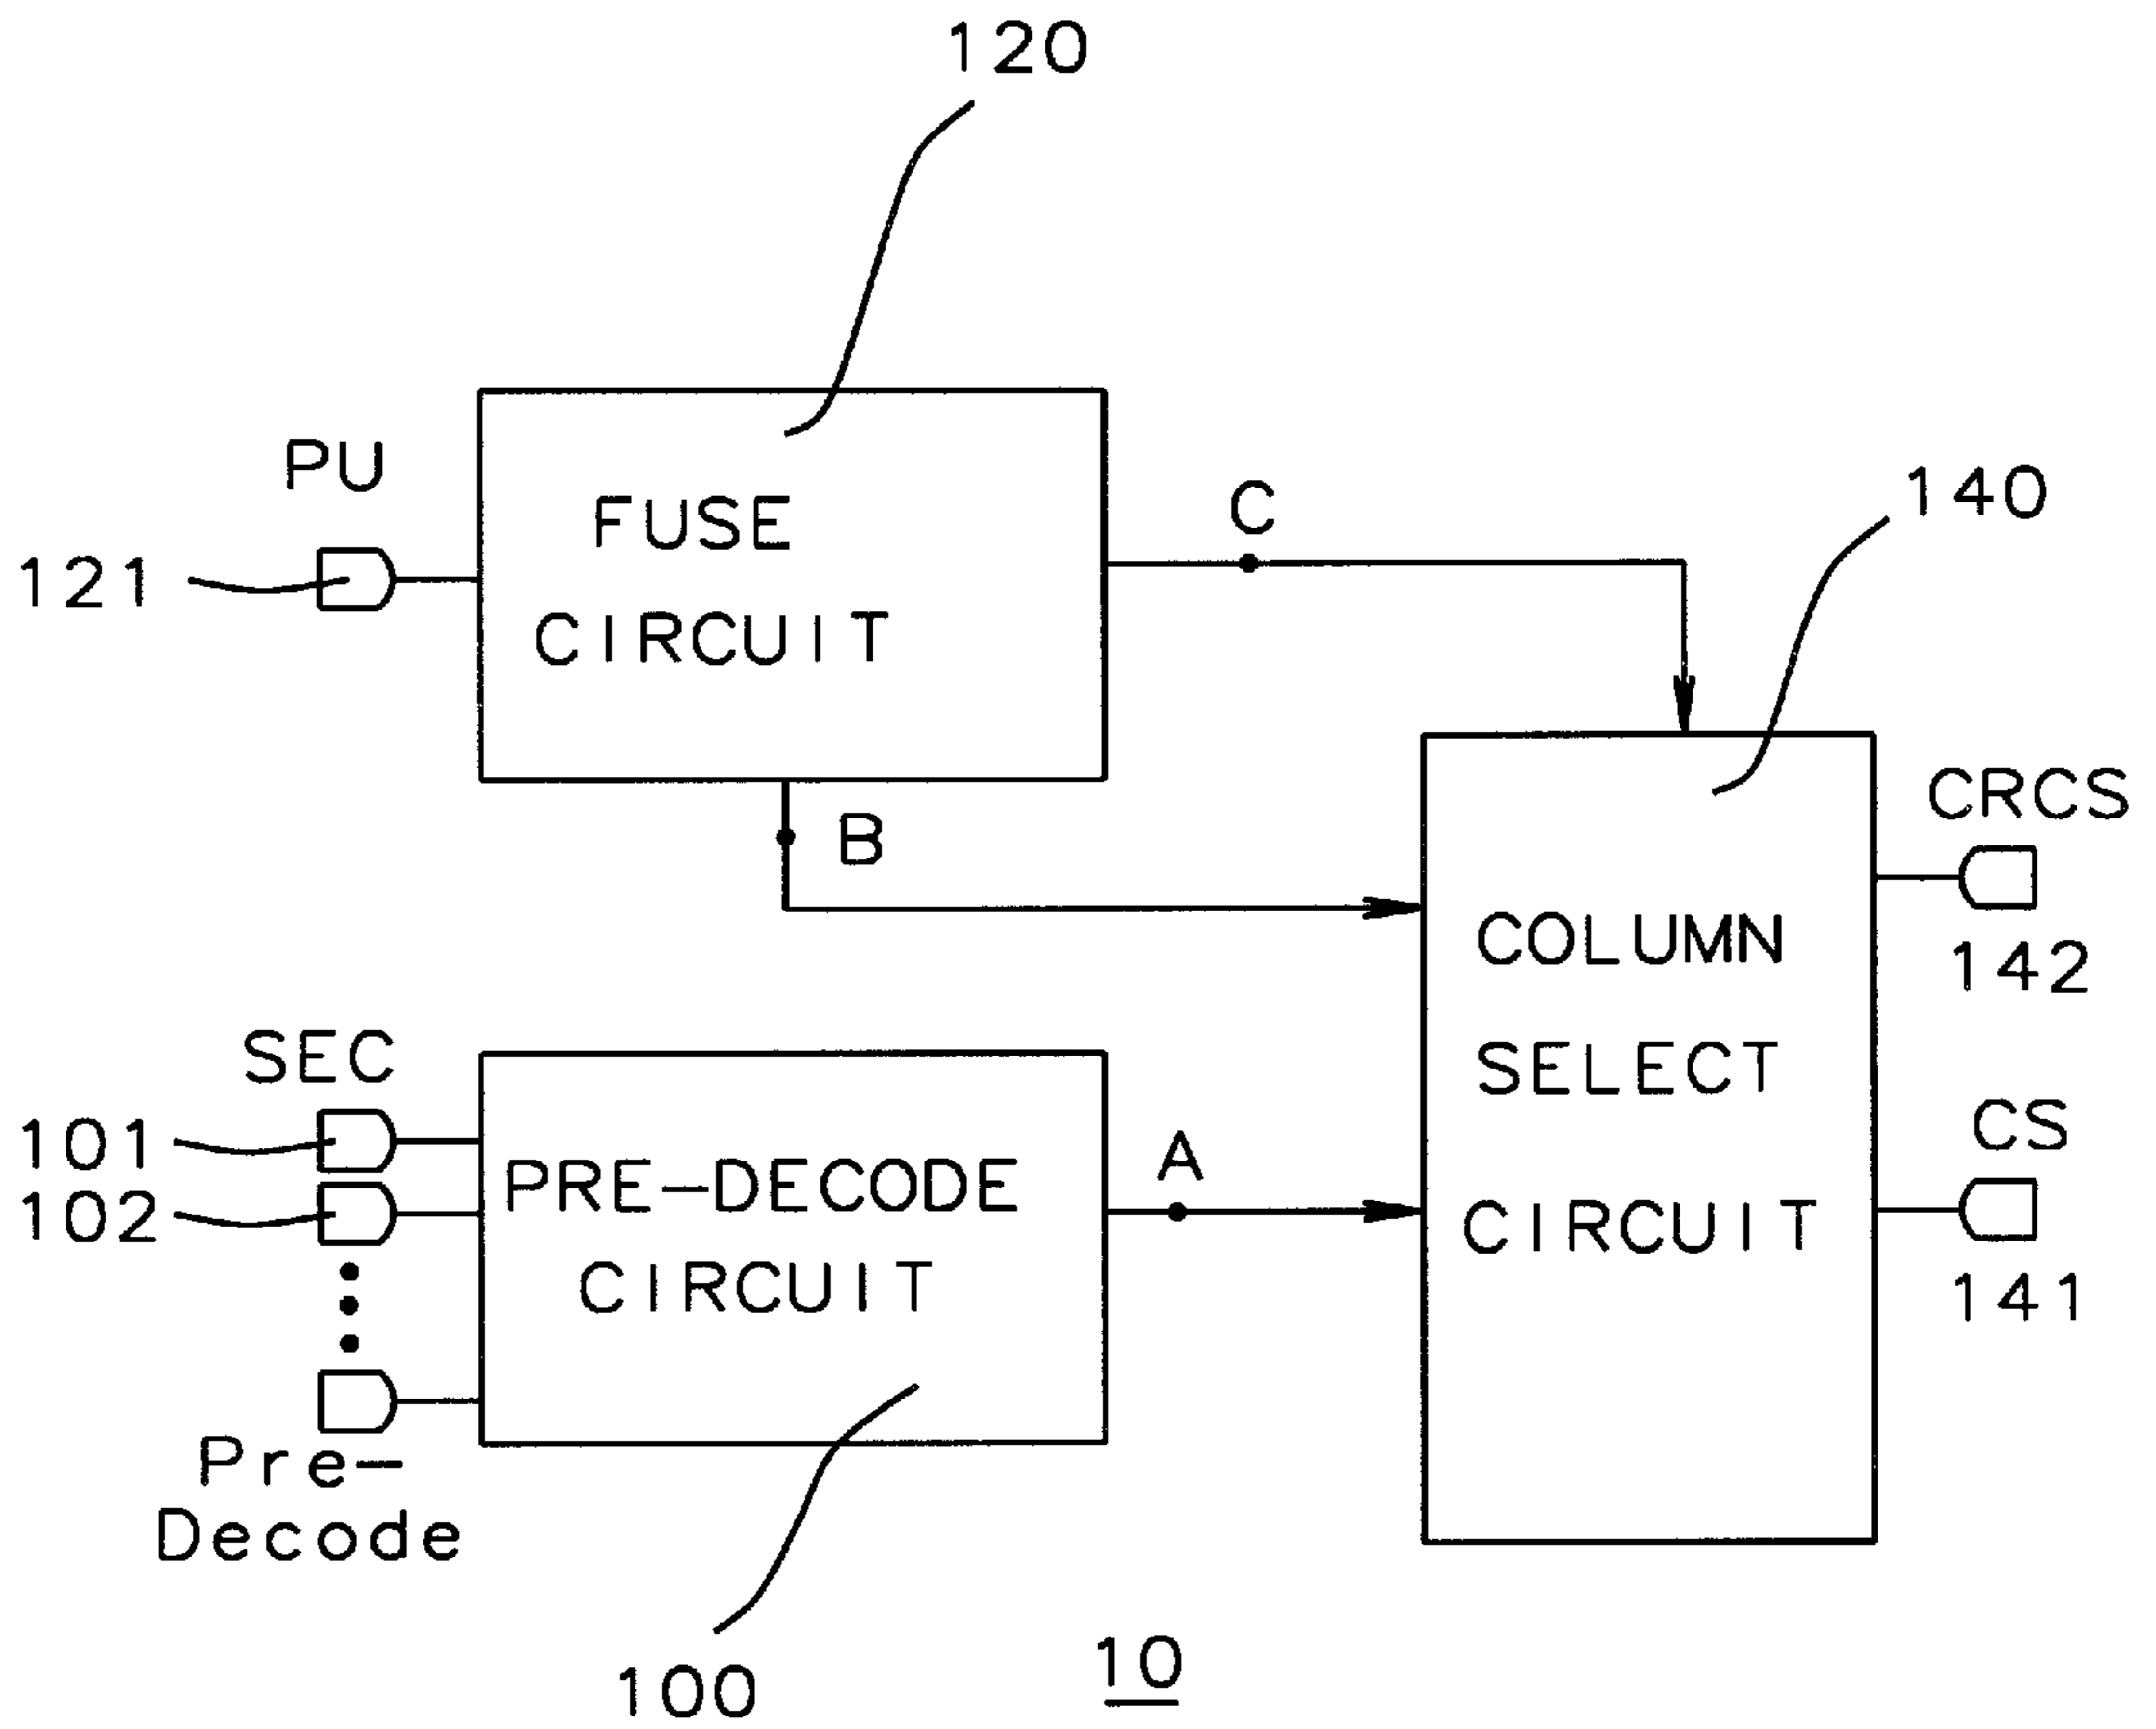 120
PU
121
FUSE
CIRCUIT
C
140
B
CRCS
142
COLUMN
SELECT
CIRCUIT
SEC
101
102
PRE-DECODE
CIRCUIT
A
CS
141
Pre-
Decode
100
10